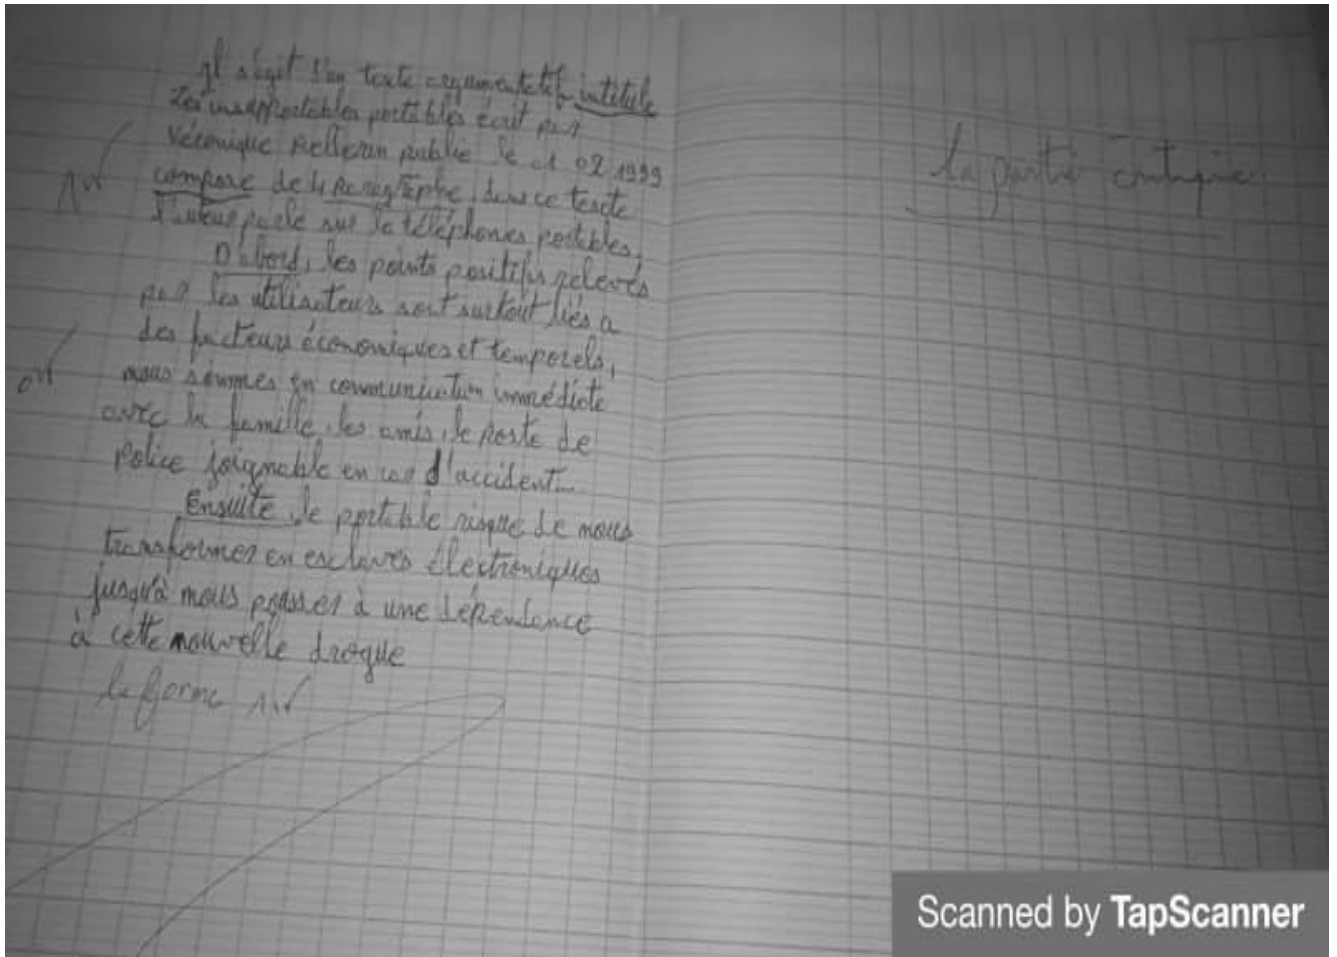 Il s'agit d'un texte argumentatif intitule
Les insupportables portables écrit par
Véronique Pellerin publie le 01 02 1999
compose de 4 Paragraphe, dans ce texte
l'auteur parle sur le téléphones portables,
D'abord, les points positifs relevés
par les utilisateurs sont surtout liés a
des facteurs économiques et temporels,
nous sommes en communication immédiate
avec la famille, les amis, le Poste de
Police joignable en cas d'accident...
Ensuite le portable risque de nous
transformer en esclaves électroniques
jusqu'à nous pousser à une dépendance
à cette nouvelle drogue
la forme
la partie critique
Scanned by TapScanner